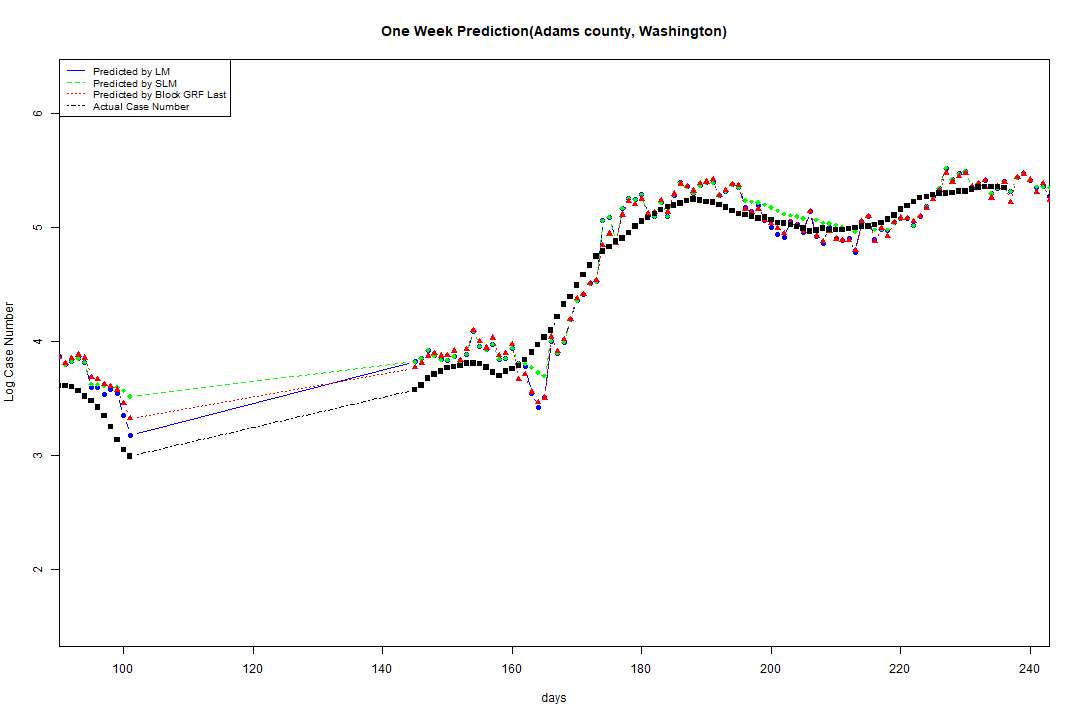 One Week Prediction(Adams county, Washington)
Predicted by LM
Predicted by SLM
Predicted by Block GRF Last
Actual Case Number
6
5
4
3
2
Log Case Number
100 120 140 160 180 200 220 240
days